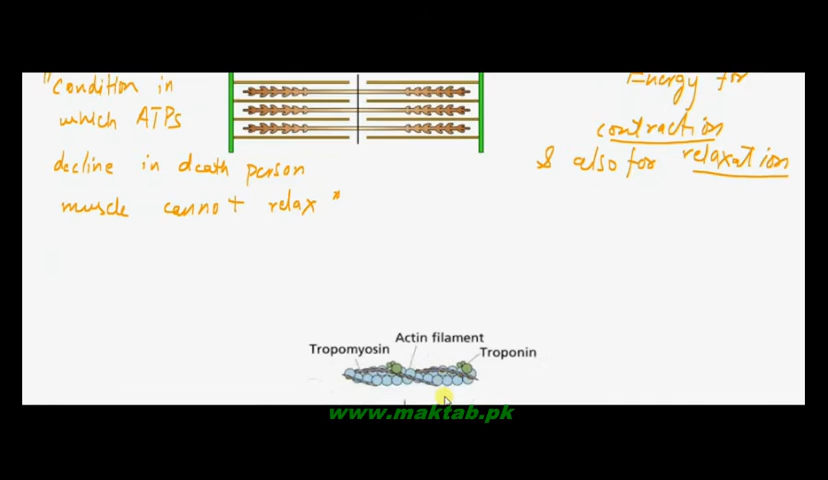 "Condition in
which ATPs
decline in death person
muscle cannot relax"
Energy for
contraction
& also for relaxation
Actin filament
Tropomyosin
Troponin
www.maktab.pk